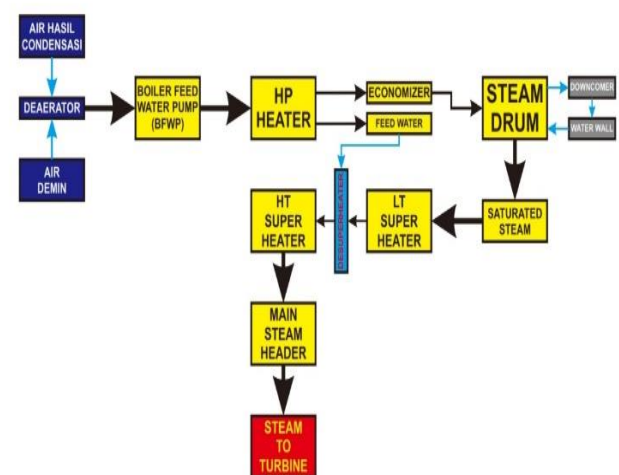 AIR HASIL
CONDENSASI
DEAERATOR
AIR
DEMIN
BOILER FEED
WATER PUMP
(BFWP)
HP
HEATER
ECONOMIZER
FEED WATER
STEAM
DRUM
DOWNCOMER
WATER WALL
HT
SUPER
HEATER
DESUPERHEATER
LT
SUPER
HEATER
SATURATED
STEAM
MAIN
STEAM
HEADER
STEAM
TO
TURBINE